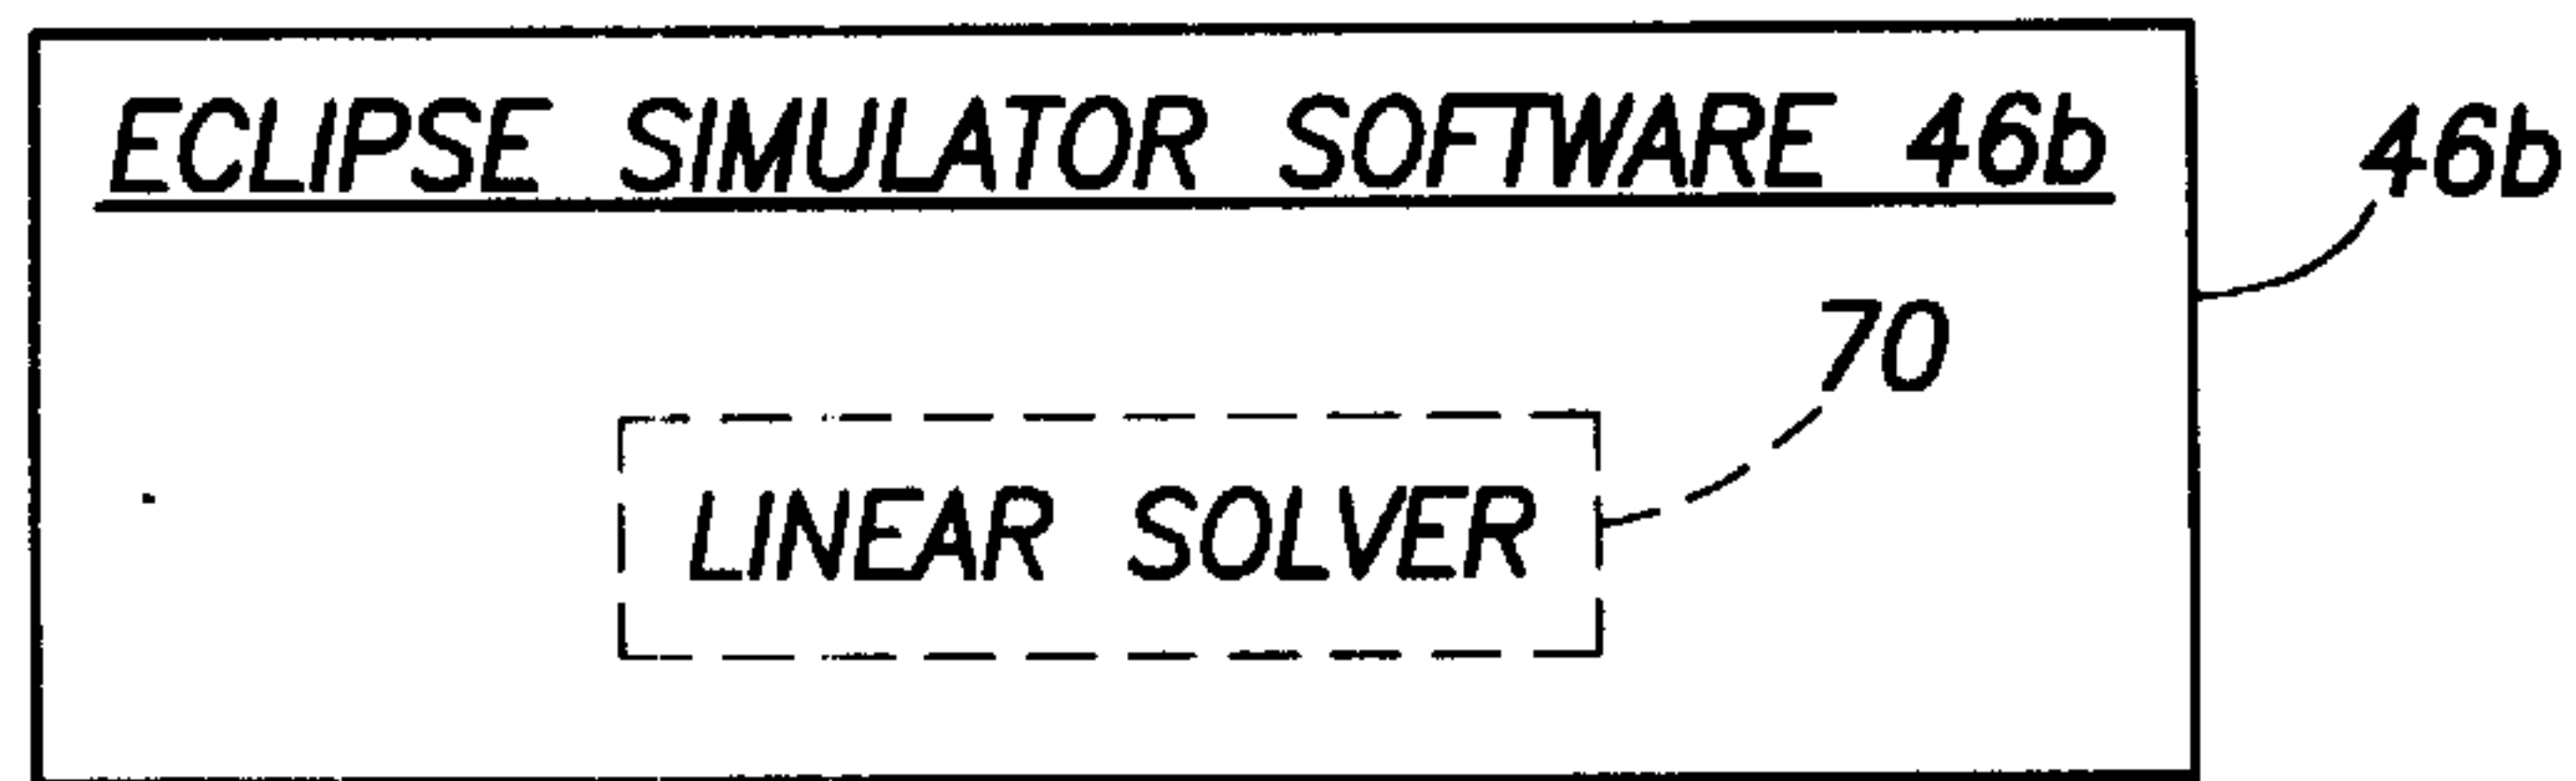 ECLIPSE SIMULATOR SOFTWARE 46b
46b
70
LINEAR SOLVER